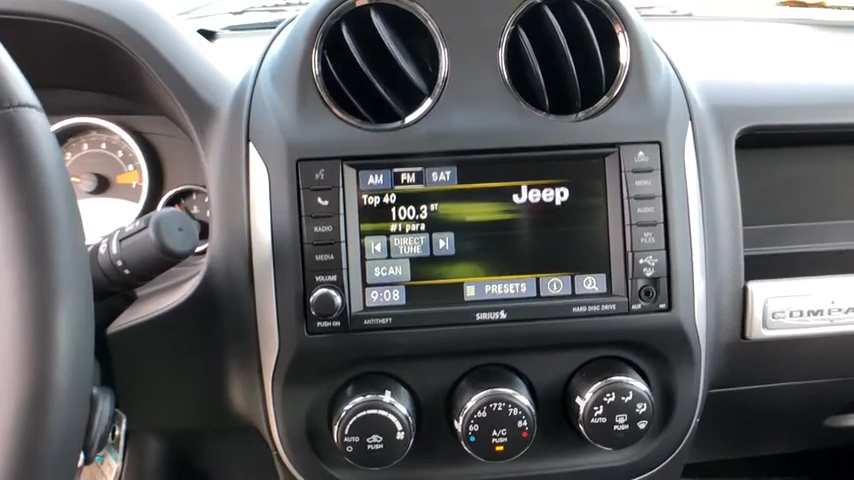 AM FM SAT
Top 40
100.3 ST
#1 para
Jeep
DIRECT
TUNE
SCAN
9:08
PRESETS
RADIO
MEDIA
VOLUME
PUSH
ANTITHEFT
SIRIUS
HARD DISC DRIVE
LOAD
MENU
AUDIO
MY
FILES
PULL
AUX
COMPA
AUTO PUSH
60 66 72 78 84
A/C
PUSH
AUTO PUSH